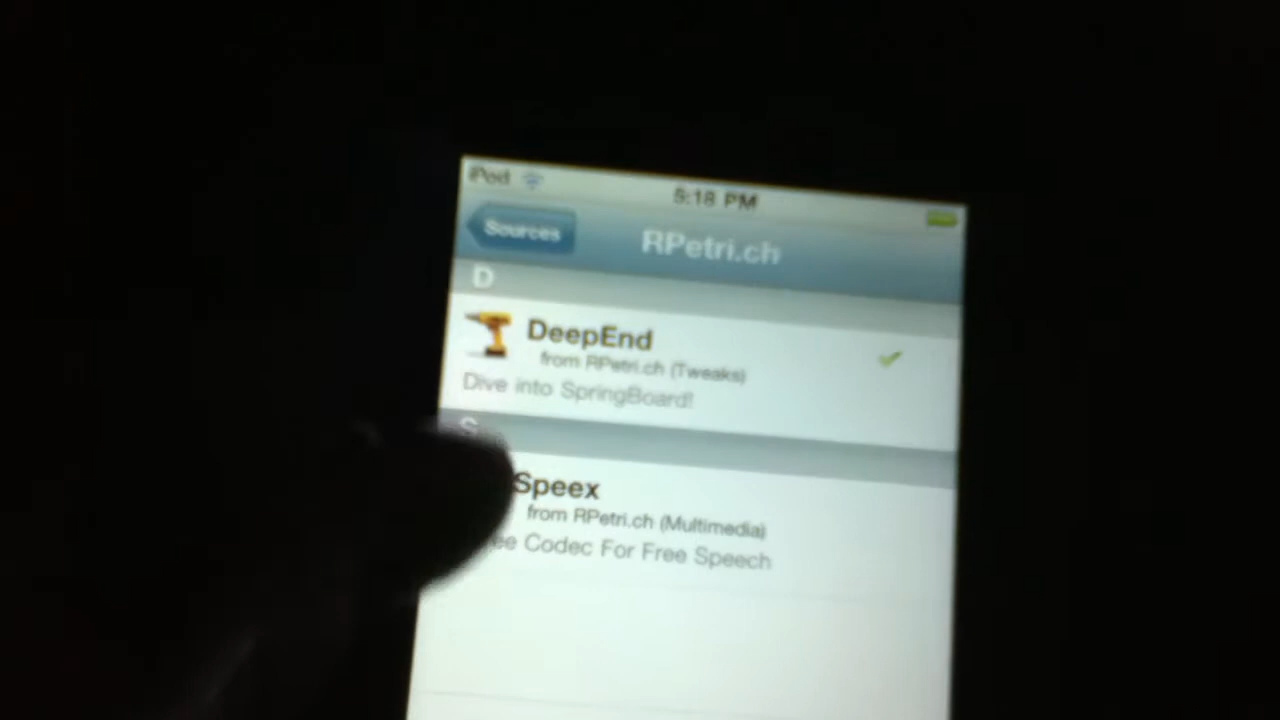 iPod 5:18 PM
Sources RPetri.ch
D
DeepEnd
from RPetri.ch (Tweaks)
Dive into SpringBoard!
S
Speex
from RPetri.ch (Multimedia)
Codec For Free Speech